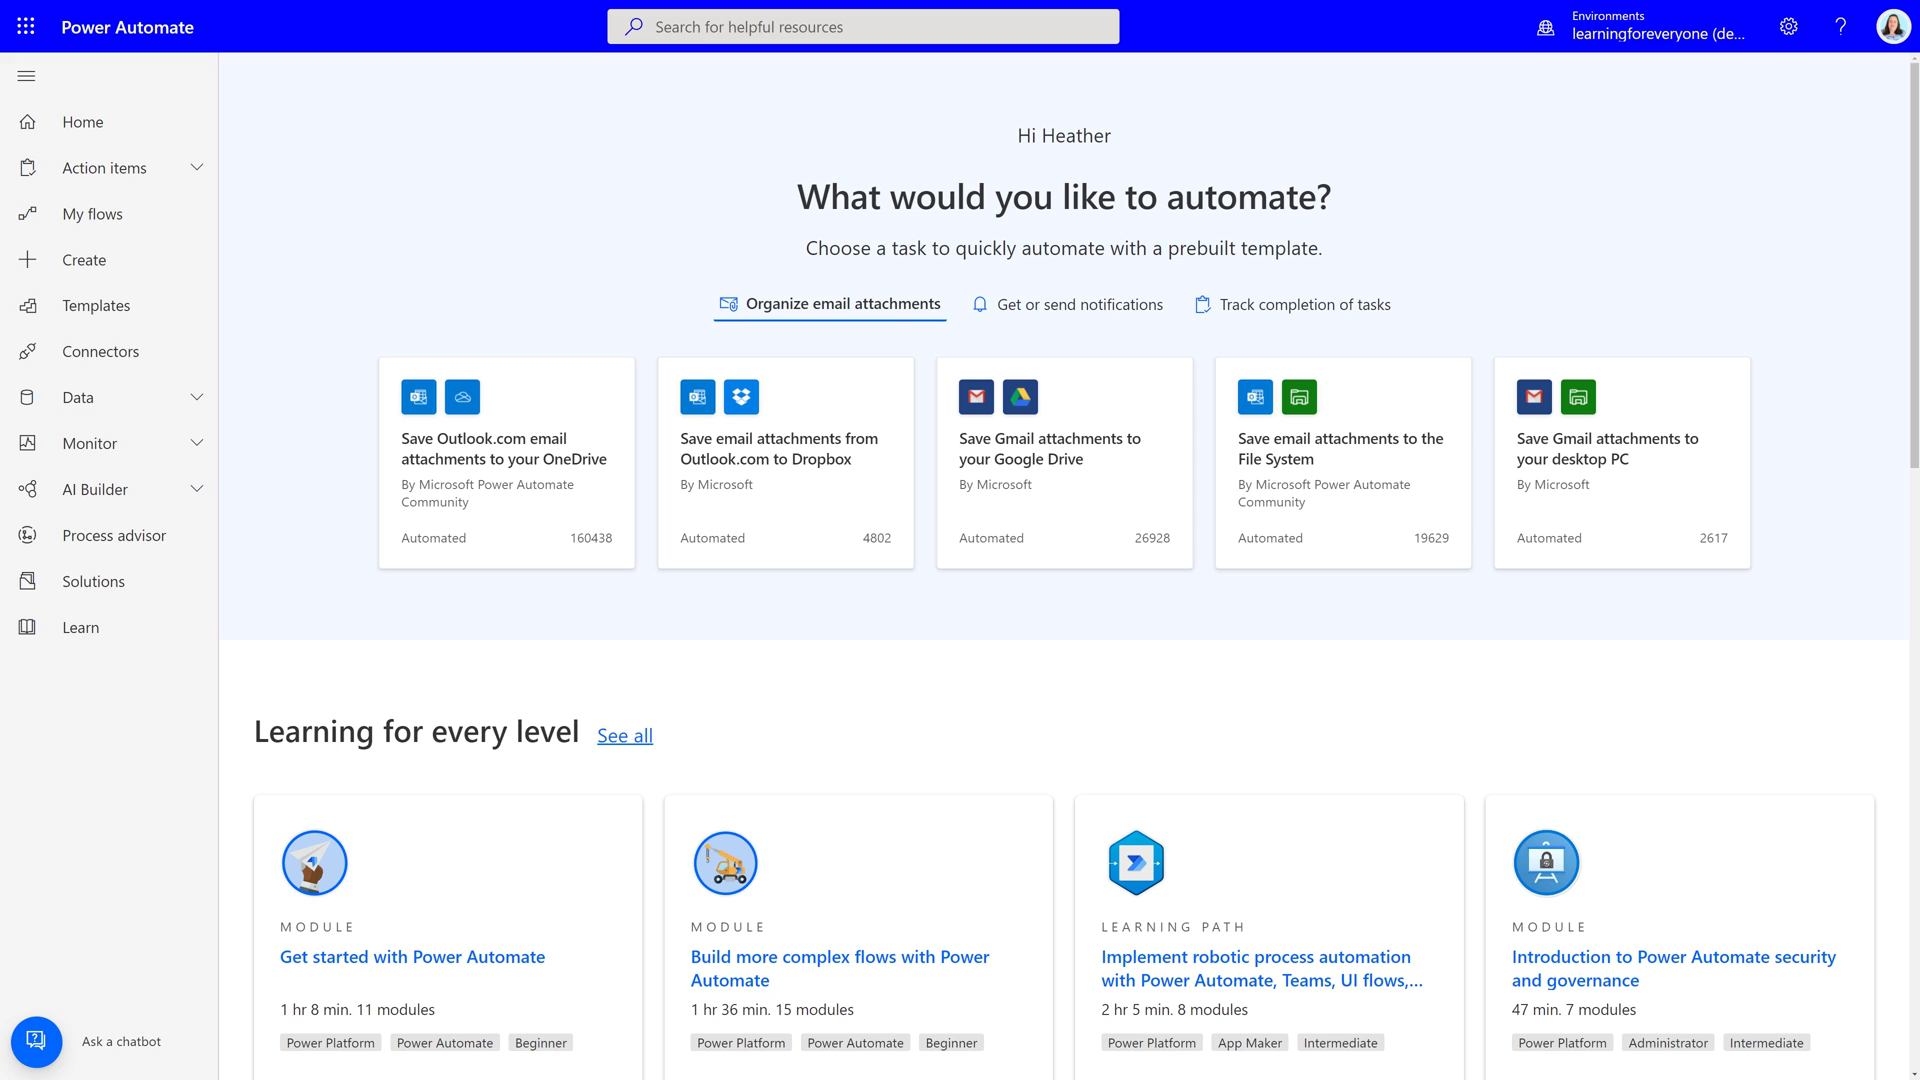 Power Automate
Search for helpful resources
Environments
learningforeveryone (de...
Home
Action items
My flows
Create
Templates
Connectors
Data
Monitor
AI Builder
Process advisor
Solutions
Learn
Ask a chatbot
Hi Heather
What would you like to automate?
Choose a task to quickly automate with a prebuilt template.
Organize email attachments
Get or send notifications
Track completion of tasks
Save Outlook.com email
attachments to your OneDrive
By Microsoft Power Automate
Community
Automated 160438
Save email attachments from
Outlook.com to Dropbox
By Microsoft
Automated 4802
Save Gmail attachments to
your Google Drive
By Microsoft
Automated 26928
Save email attachments to the
File System
By Microsoft Power Automate
Community
Automated 19629
Save Gmail attachments to
your desktop PC
By Microsoft
Automated 2617
Learning for every level See all
MODULE
Get started with Power Automate
1 hr 8 min. 11 modules
Power Platform Power Automate Beginner
MODULE
Build more complex flows with Power
Automate
1 hr 36 min. 15 modules
Power Platform Power Automate Beginner
LEARNING PATH
Implement robotic process automation
with Power Automate, Teams, UI flows,...
2 hr 5 min. 8 modules
Power Platform App Maker Intermediate
MODULE
Introduction to Power Automate security
and governance
47 min. 7 modules
Power Platform Administrator Intermediate